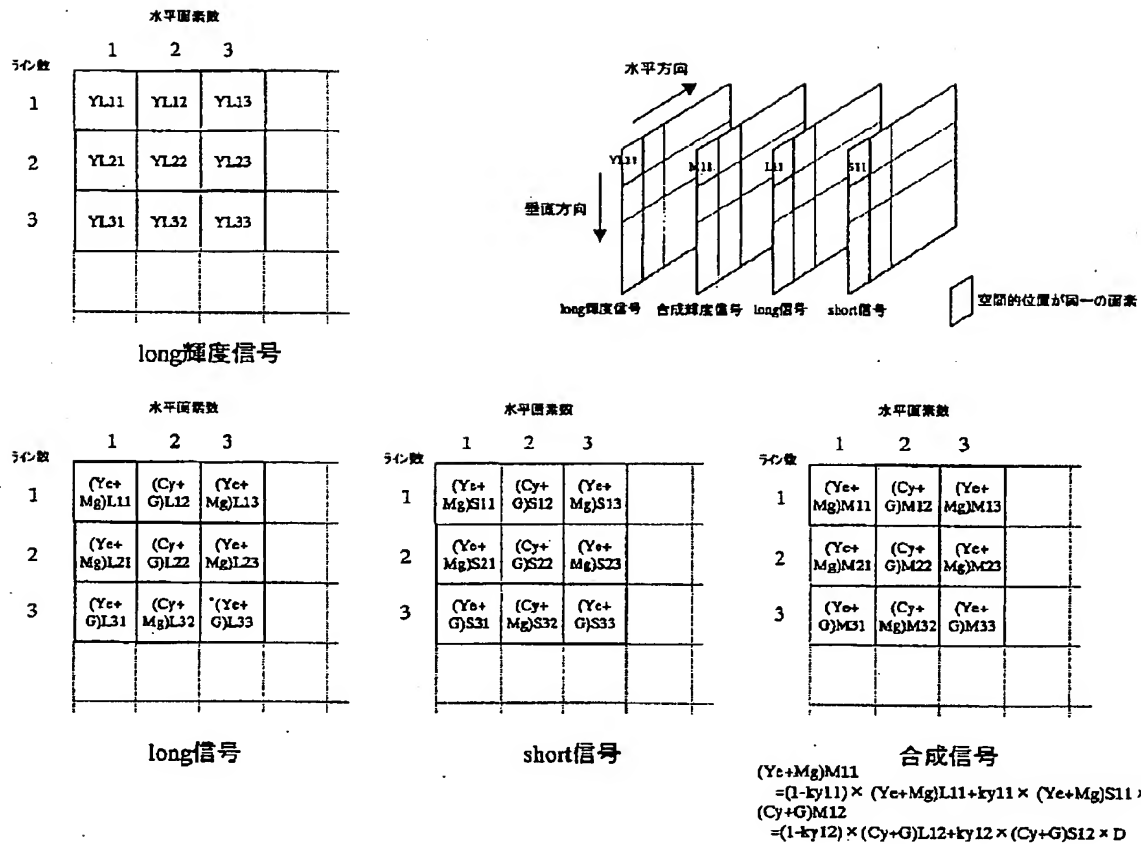 水平画素数
1 2 3
ライン数
1 YL11 YL12 YL13
2 YL21 YL22 YL23
3 YL31 YL32 YL33
long輝度信号
水平方向
垂直方向
M11 L11 S11
long輝度信号 合成輝度信号 long信号 short信号
空間的位置が同一の画素
水平画素数
1 2 3
ライン数
1 (Ye+ (Cy+ (Ye+
Mg)L11 G)L12 Mg)L13
2 (Ye+ (Cy+ (Ye+
Mg)L21 G)L22 Mg)L23
3 (Ye+ (Cy+ (Ye+
G)L31 Mg)L32 G)L33
long信号
水平画素数
1 2 3
ライン数
1 (Ye+ (Cy+ (Ye+
Mg)S11 G)S12 Mg)S13
2 (Ye+ (Cy+ (Ye+
Mg)S21 G)S22 Mg)S23
3 (Ye+ (Cy+ (Ye+
G)S31 Mg)S32 G)S33
short信号
水平画素数
1 2 3
ライン数
1 (Ye+ (Cy+ (Ye+
Mg)M11 G)M12 Mg)M13
2 (Ye+ (Cy+ (Ye+
Mg)M21 G)M22 Mg)M23
3 (Ye+ (Cy+ (Ye+
G)M31 Mg)M32 G)M33
合成信号
(Ye+Mg)M11
=(1-ky11)× (Ye+Mg)L11+ky11× (Ye+Mg)S11 ×
(Cy+G)M12
=(1-ky12)×(Cy+G)L12+ky12×(Cy+G)S12 × D